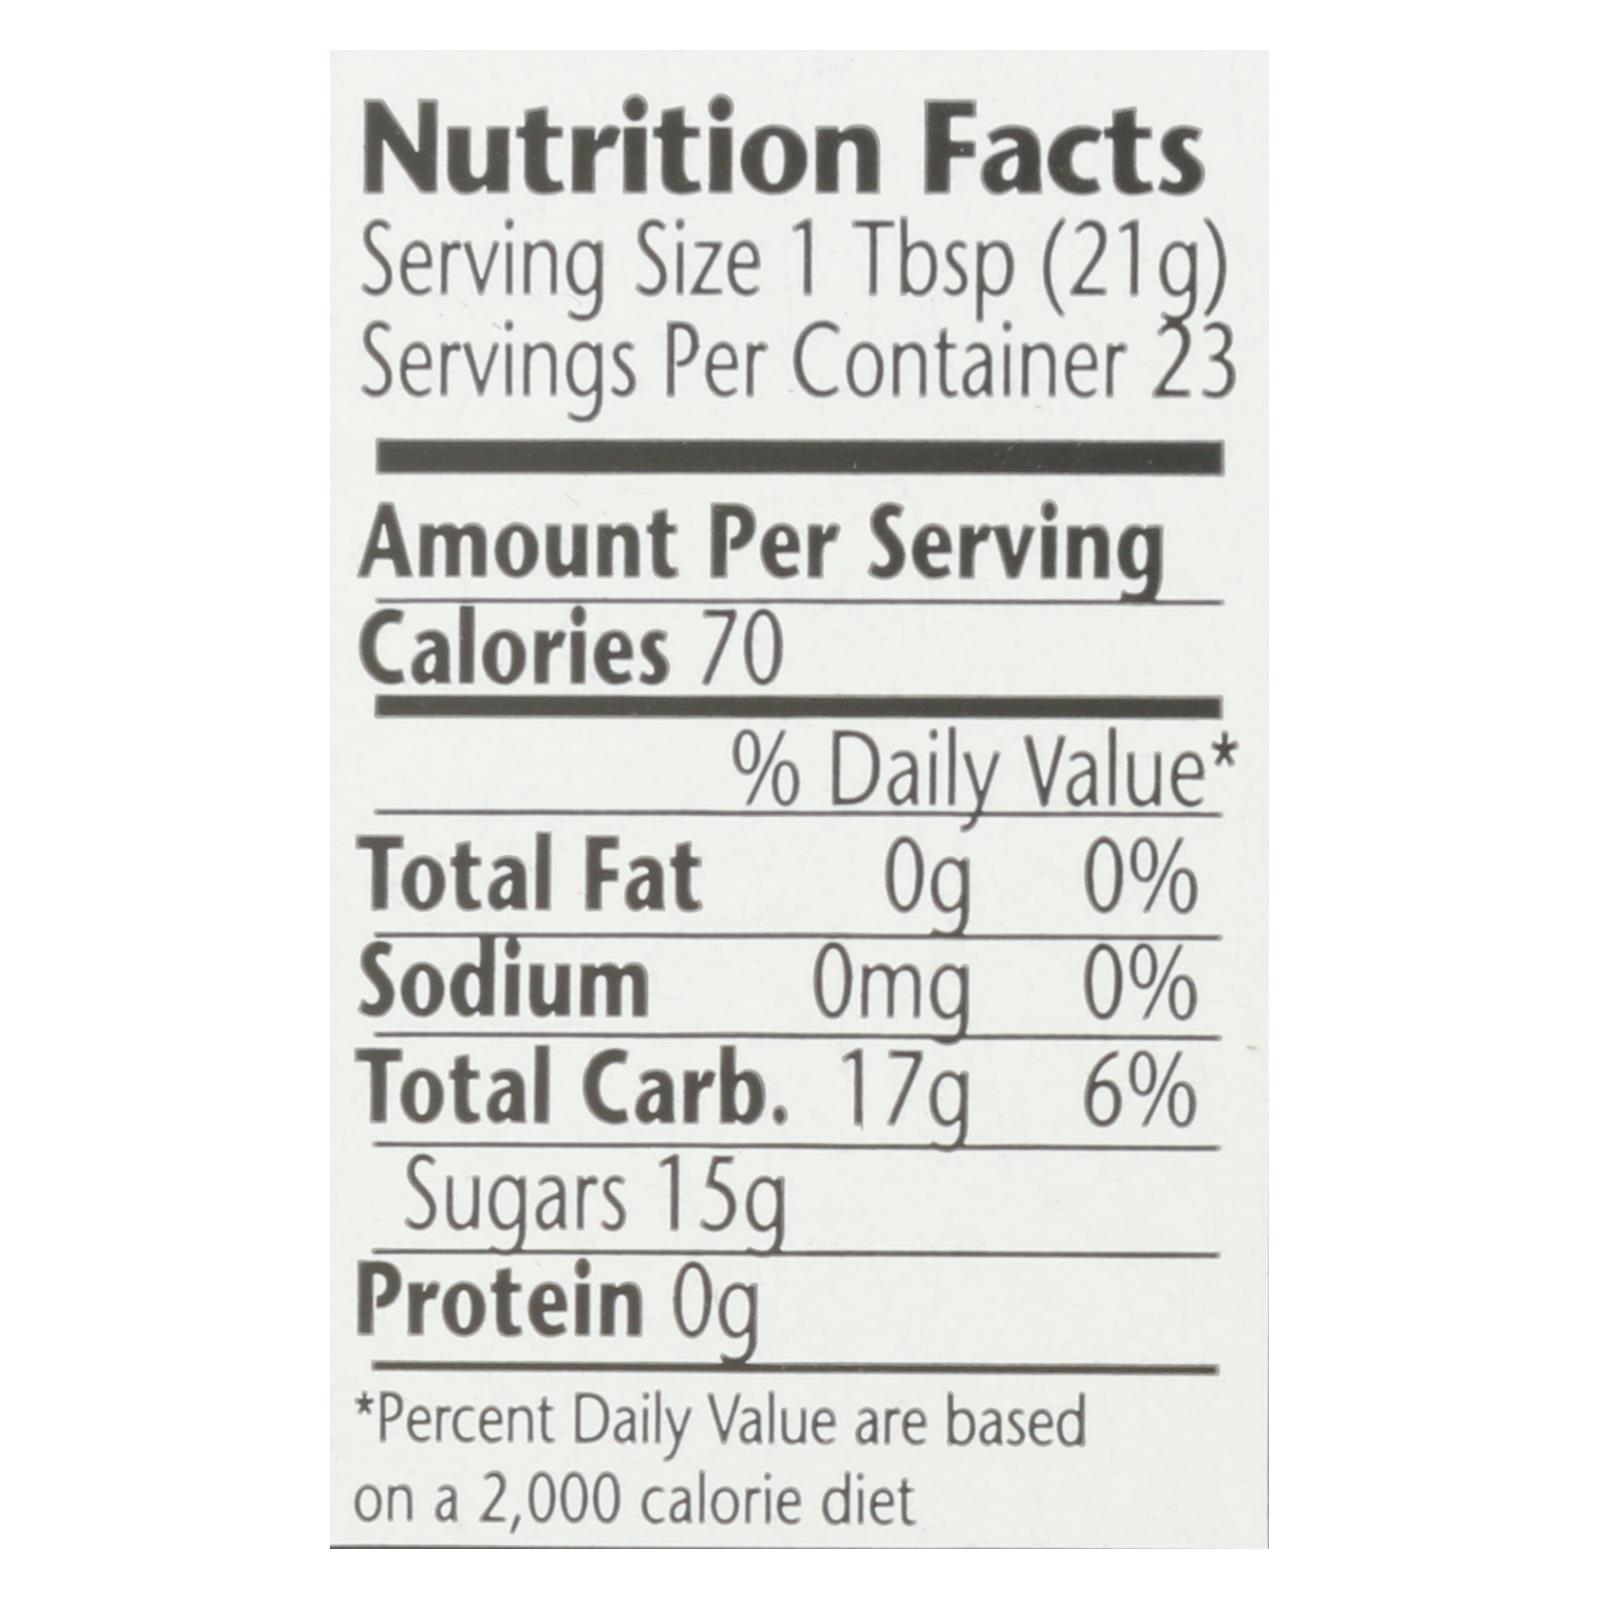 Nutrition Facts
Serving Size 1 Tbsp (21g)
Servings Per Container 23
Amount Per Serving
Calories 70
% Daily Value*
Total Fat 0g 0%
Sodium 0mg 0%
Total Carb. 17g 6%
Sugars 15g
Protein 0g
*Percent Daily Value are based
on a 2,000 calorie diet